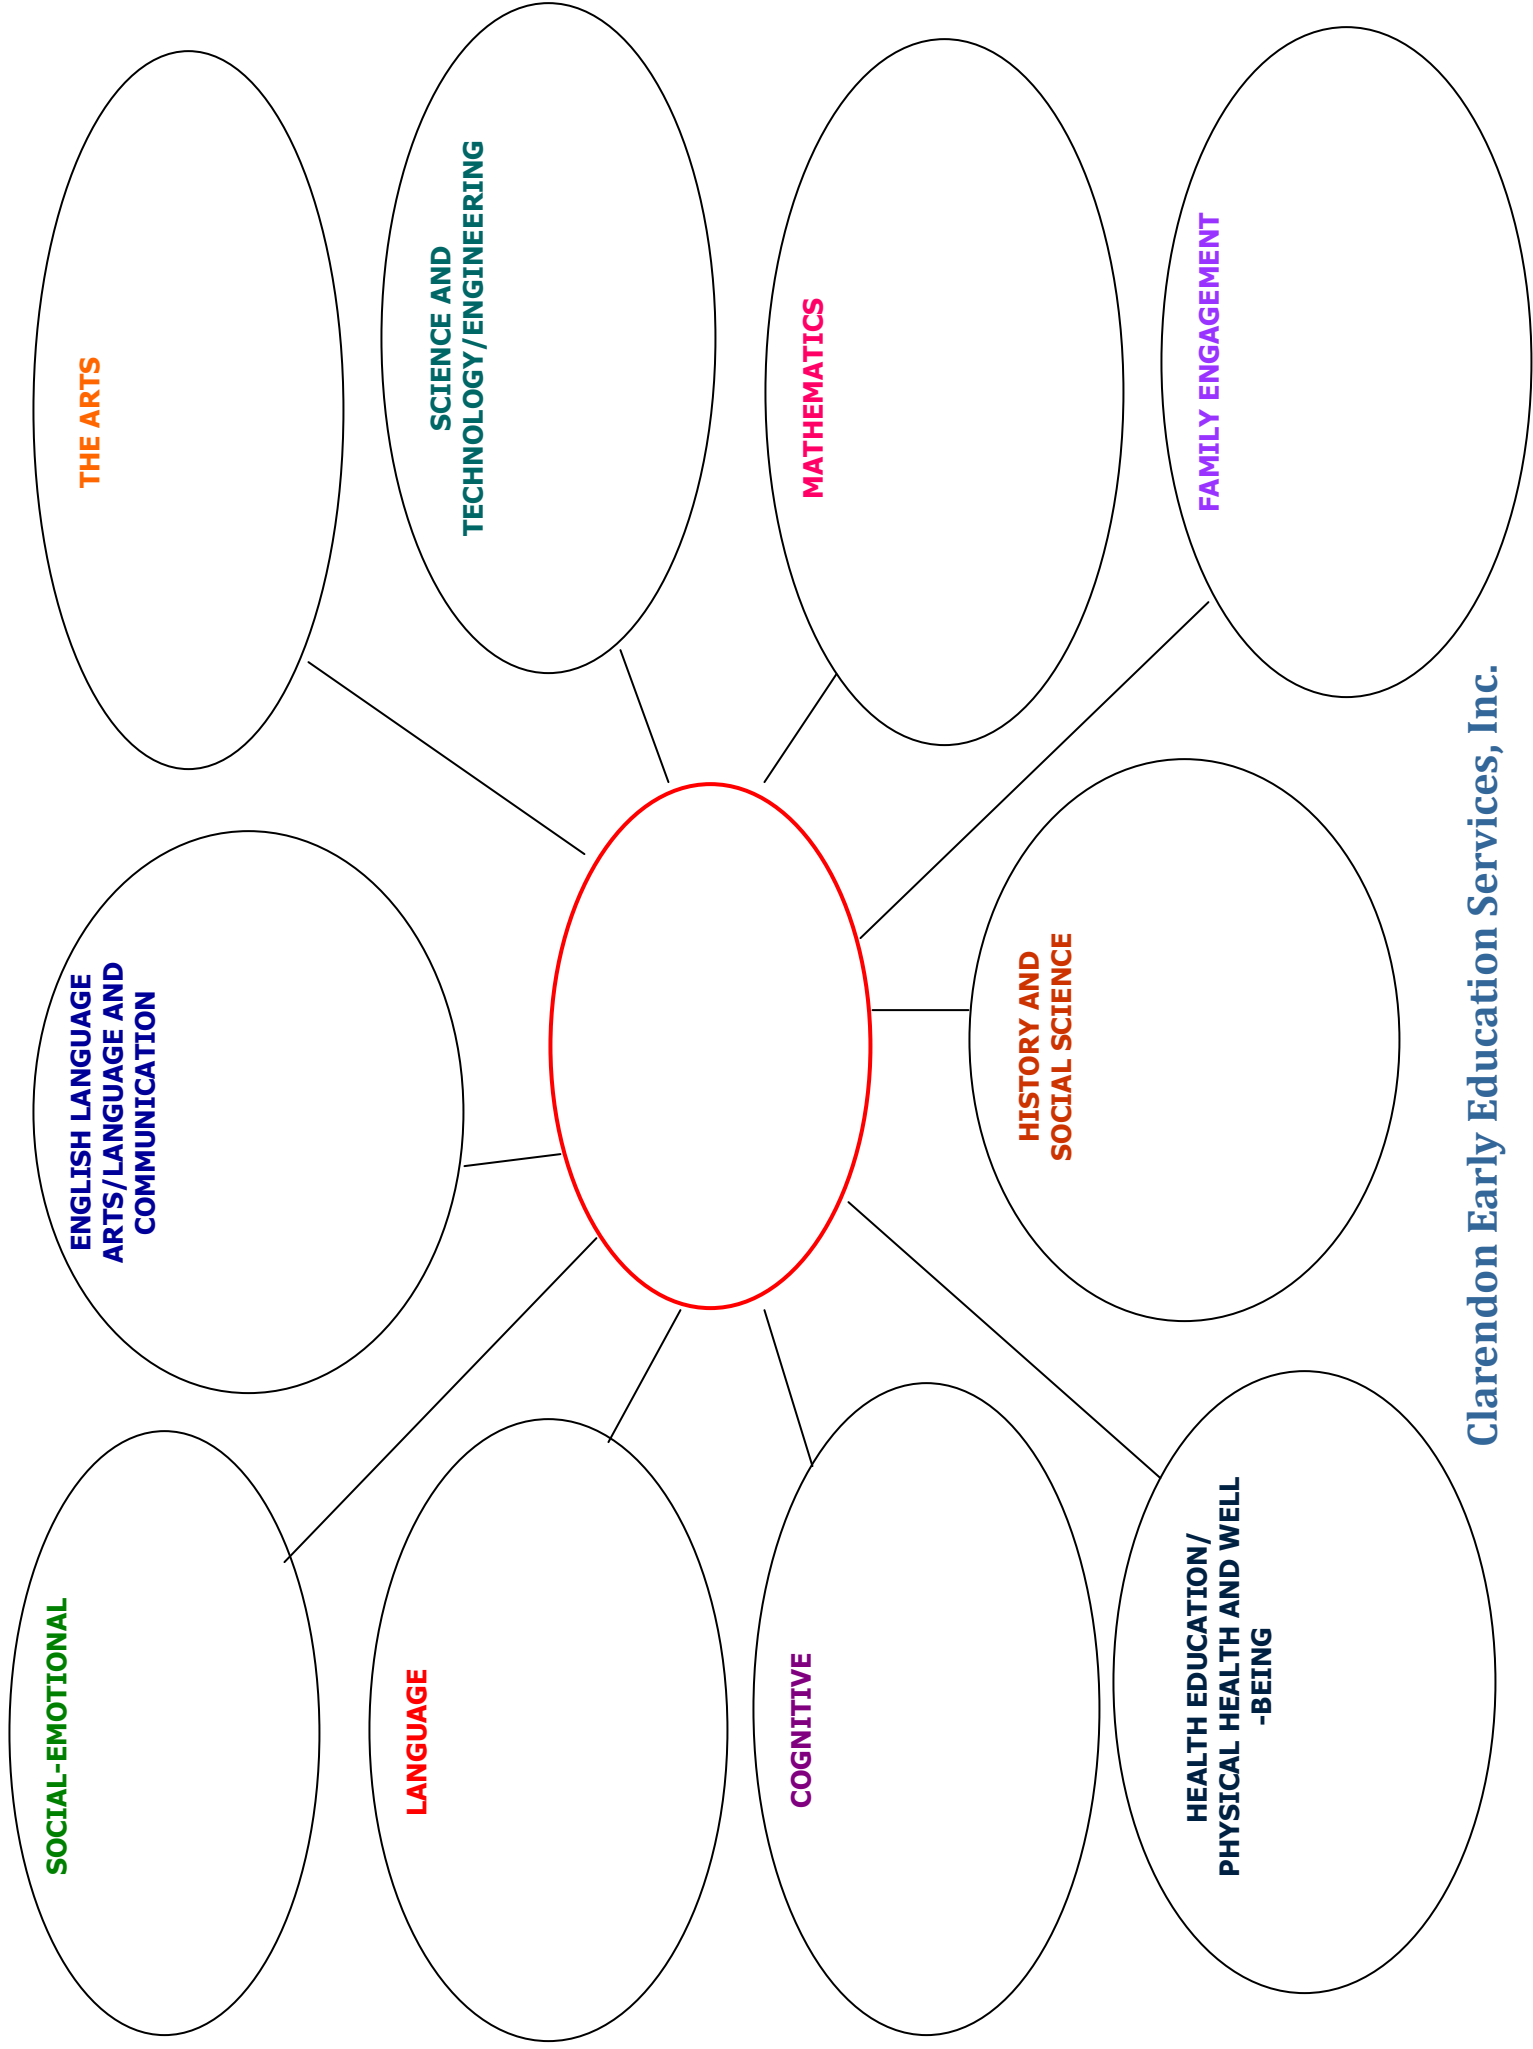 SOCIAL-EMOTIONAL
ENGLISH LANGUAGE
ARTS/LANGUAGE AND
COMMUNICATION
THE ARTS
LANGUAGE
SCIENCE AND
TECHNOLOGY/ENGINEERING
COGNITIVE
MATHEMATICS
HEALTH EDUCATION/
PHYSICAL HEALTH AND WELL
-BEING
HISTORY AND
SOCIAL SCIENCE
FAMILY ENGAGEMENT
Clarendon Early Education Services, Inc.